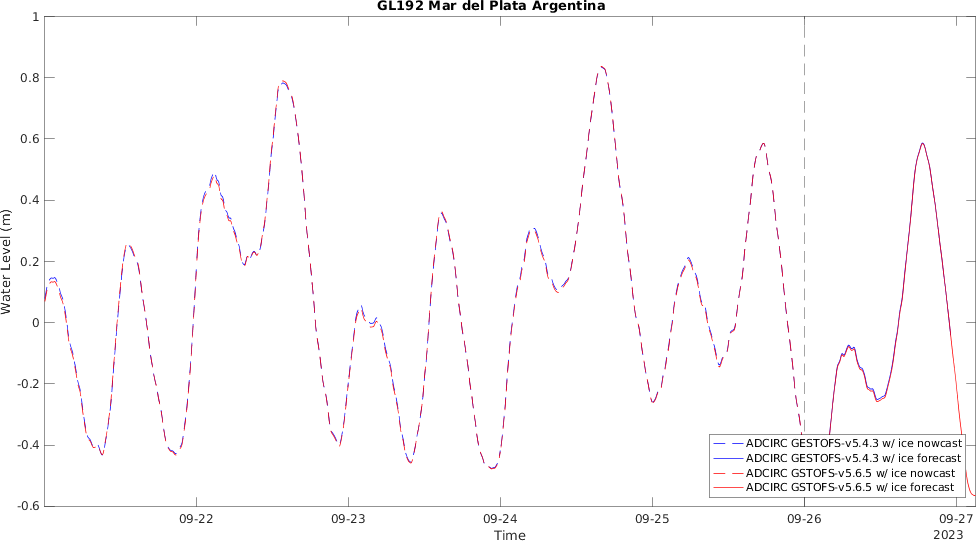 GL192 Mar del Plata Argentina
1
0.8
0.6
0.4
0.2
0
-0.2
-0.4
-0.6
Water Level (m)
ADCIRC GESTOFS-v5.4.3 w/ ice nowcast
ADCIRC GESTOFS-v5.4.3 w/ ice forecast
ADCIRC GSTOFS-v5.6.5 w/ ice nowcast
ADCIRC GSTOFS-v5.6.5 w/ ice forecast
09-22 09-23 09-24 09-25 09-26 09-27
Time 2023